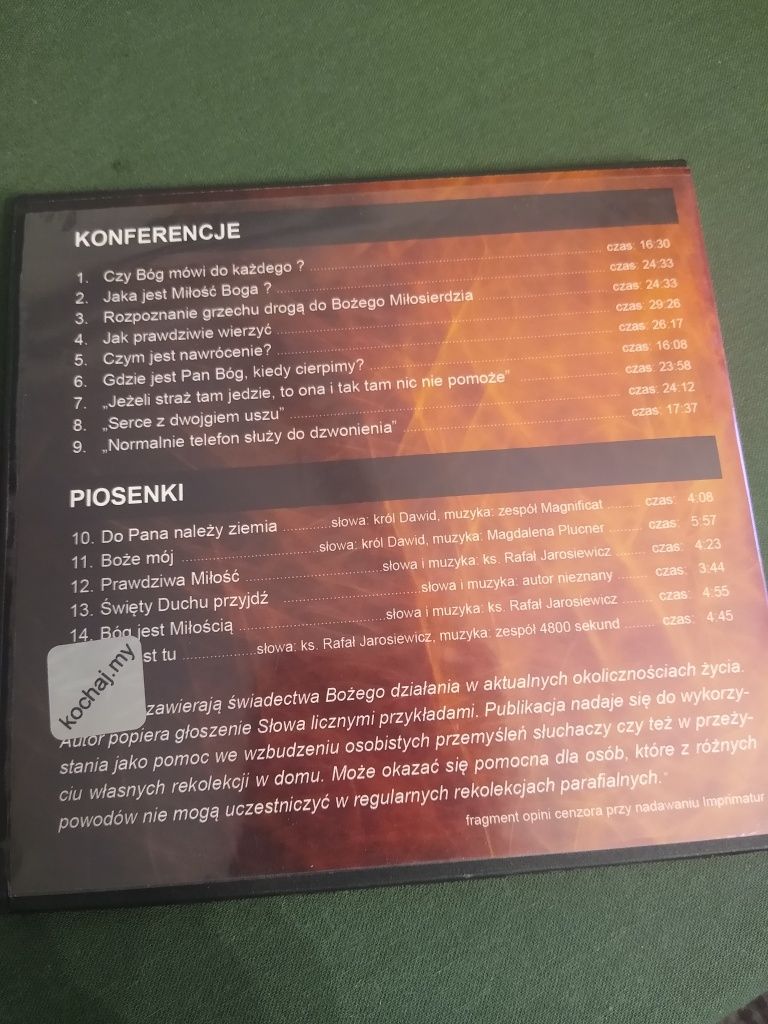 KONFERENCJE
1. Czy Bóg mówi do każdego ? czas: 16:30
2. Jaka jest Miłość Boga ? czas: 24:33
3. Rozpoznanie grzechu drogą do Bożego Miłosierdzia czas: 24:33
4. Jak prawdziwie wierzyć czas: 29:26
5. Czym jest nawrócenie? czas: 26:17
6. Gdzie jest Pan Bóg, kiedy cierpimy? czas: 16:08
7. „Jeżeli straż tam jedzie, to ona i tak tam nic nie pomoże” czas: 23:58
8. „Serce z dwojgiem uszu” czas: 24:12
9. „Normalnie telefon służy do dzwonienia” czas: 17:37
PIOSENKI
10. Do Pana należy ziemia słowa: król Dawid, muzyka: zespół Magnificat czas: 4:08
11. Boże mój słowa: król Dawid, muzyka: Magdalena Plucner czas: 5:57
12. Prawdziwa Miłość słowa i muzyka: ks. Rafał Jarosiewicz czas: 4:23
13. Święty Duchu przyjdź słowa i muzyka: autor nieznany czas: 3:44
14. Bóg jest Miłością słowa i muzyka: ks. Rafał Jarosiewicz czas: 4:55
st tu słowa: ks. Rafał Jarosiewicz, muzyka: zespół 4800 sekund czas: 4:45
kochaj.my
zawierają świadectwa Bożego działania w aktualnych okolicznościach życia.
Autor popiera głoszenie Słowa licznymi przykładami. Publikacja nadaje się do wykorzy-
stania jako pomoc we wzbudzeniu osobistych przemyśleń słuchaczy czy też w przeży-
ciu własnych rekolekcji w domu. Może okazać się pomocna dla osób, które z różnych
powodów nie mogą uczestniczyć w regularnych rekolekcjach parafialnych."
fragment opini cenzora przy nadawaniu Imprimatur